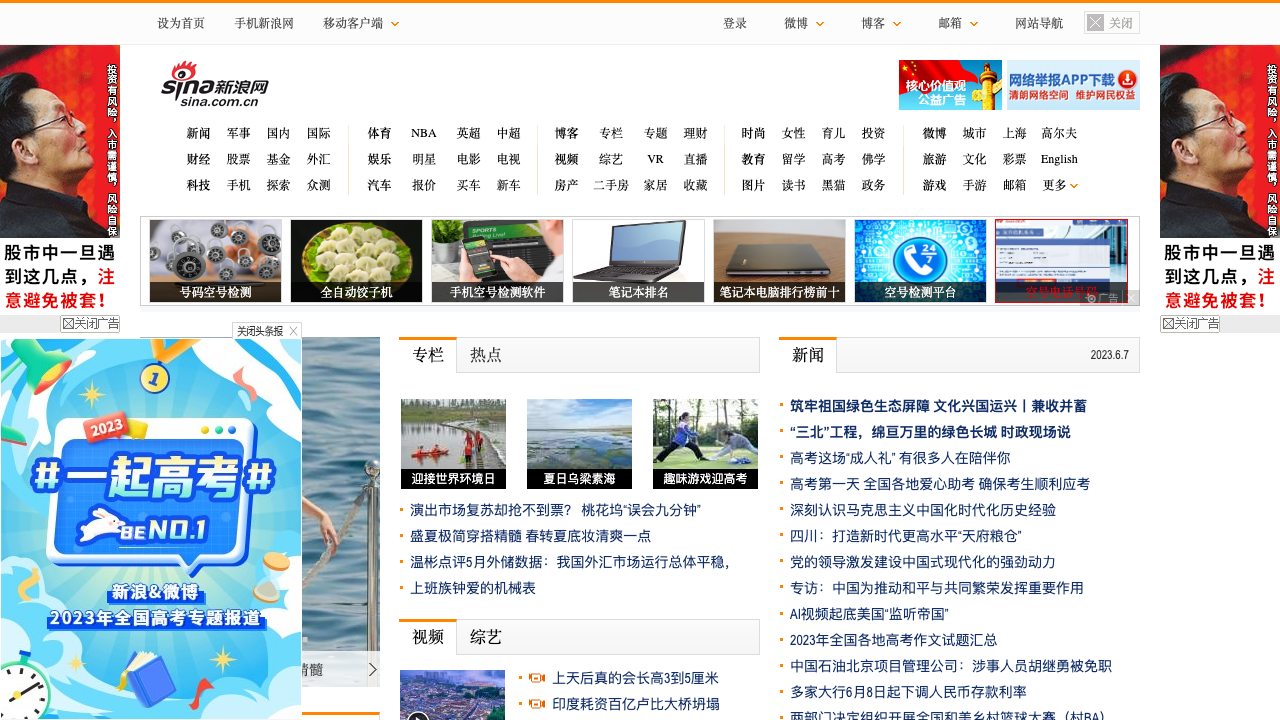 设为首页 手机新浪网 移动客户端 登录 微博 博客 邮箱 网站导航 关闭
投资有风险，入市需谨慎，风险自保
股市中一旦遇
到这几点，注
意避免被套！
关闭广告
sina新浪网
sina.com.cn
核心价值观
公益广告
网络举报APP下载
清朗网络空间 维护网民权益
投资有风险，入市需谨慎，风险自保
股市中一旦遇
到这几点，注
意避免被套！
关闭广告
新闻 军事 国内 国际 体育 NBA 英超 中超 博客 专栏 专题 理财 时尚 女性 育儿 投资 微博 城市 上海 高尔夫
财经 股票 基金 外汇 娱乐 明星 电影 电视 视频 综艺 VR 直播 教育 留学 高考 佛学 旅游 文化 彩票 English
科技 手机 探索 众测 汽车 报价 买车 新车 房产 二手房 家居 收藏 图片 读书 黑猫 政务 游戏 手游 邮箱 更多
SPORTS
24
号码空号检测 全自动饺子机 手机空号检测软件 笔记本排名 笔记本电脑排行榜前十 空号检测平台 空号电话号码
广告
关闭头条报
1
2023
#一起高考#
BE NO.1
新浪&微博
2023年全国高考专题报道
精髓
专栏 热点
迎接世界环境日 夏日乌梁素海 趣味游戏迎高考
演出市场复苏却抢不到票？ 桃花坞“误会九分钟”
盛夏极简穿搭精髓 春转夏底妆清爽一点
温彬点评5月外储数据：我国外汇市场运行总体平稳，
上班族钟爱的机械表
视频 综艺
上天后真的会长高3到5厘米
印度耗资百亿卢比大桥坍塌
新闻 2023.6.7
筑牢祖国绿色生态屏障 文化兴国运兴丨兼收并蓄
“三北”工程，绵亘万里的绿色长城 时政现场说
高考这场“成人礼” 有很多人在陪伴你
高考第一天 全国各地爱心助考 确保考生顺利应考
深刻认识马克思主义中国化时代化历史经验
四川：打造新时代更高水平“天府粮仓”
党的领导激发建设中国式现代化的强劲动力
专访：中国为推动和平与共同繁荣发挥重要作用
AI视频起底美国“监听帝国”
2023年全国各地高考作文试题汇总
中国石油北京项目管理公司：涉事人员胡继勇被免职
多家大行6月8日起下调人民币存款利率
两部门决定组织开展全国和美乡村篮球大赛（村BA）